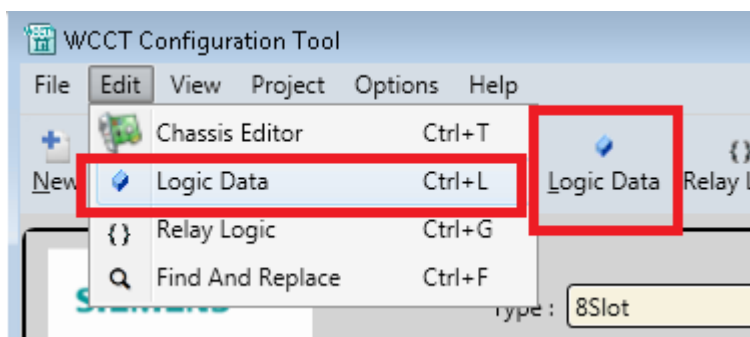 WCCT Configuration Tool
File Edit View Project Options Help
Chassis Editor Ctrl+T
New Logic Data Ctrl+L Logic Data Relay
Relay Logic Ctrl+G
Find And Replace Ctrl+F
Type : 8Slot